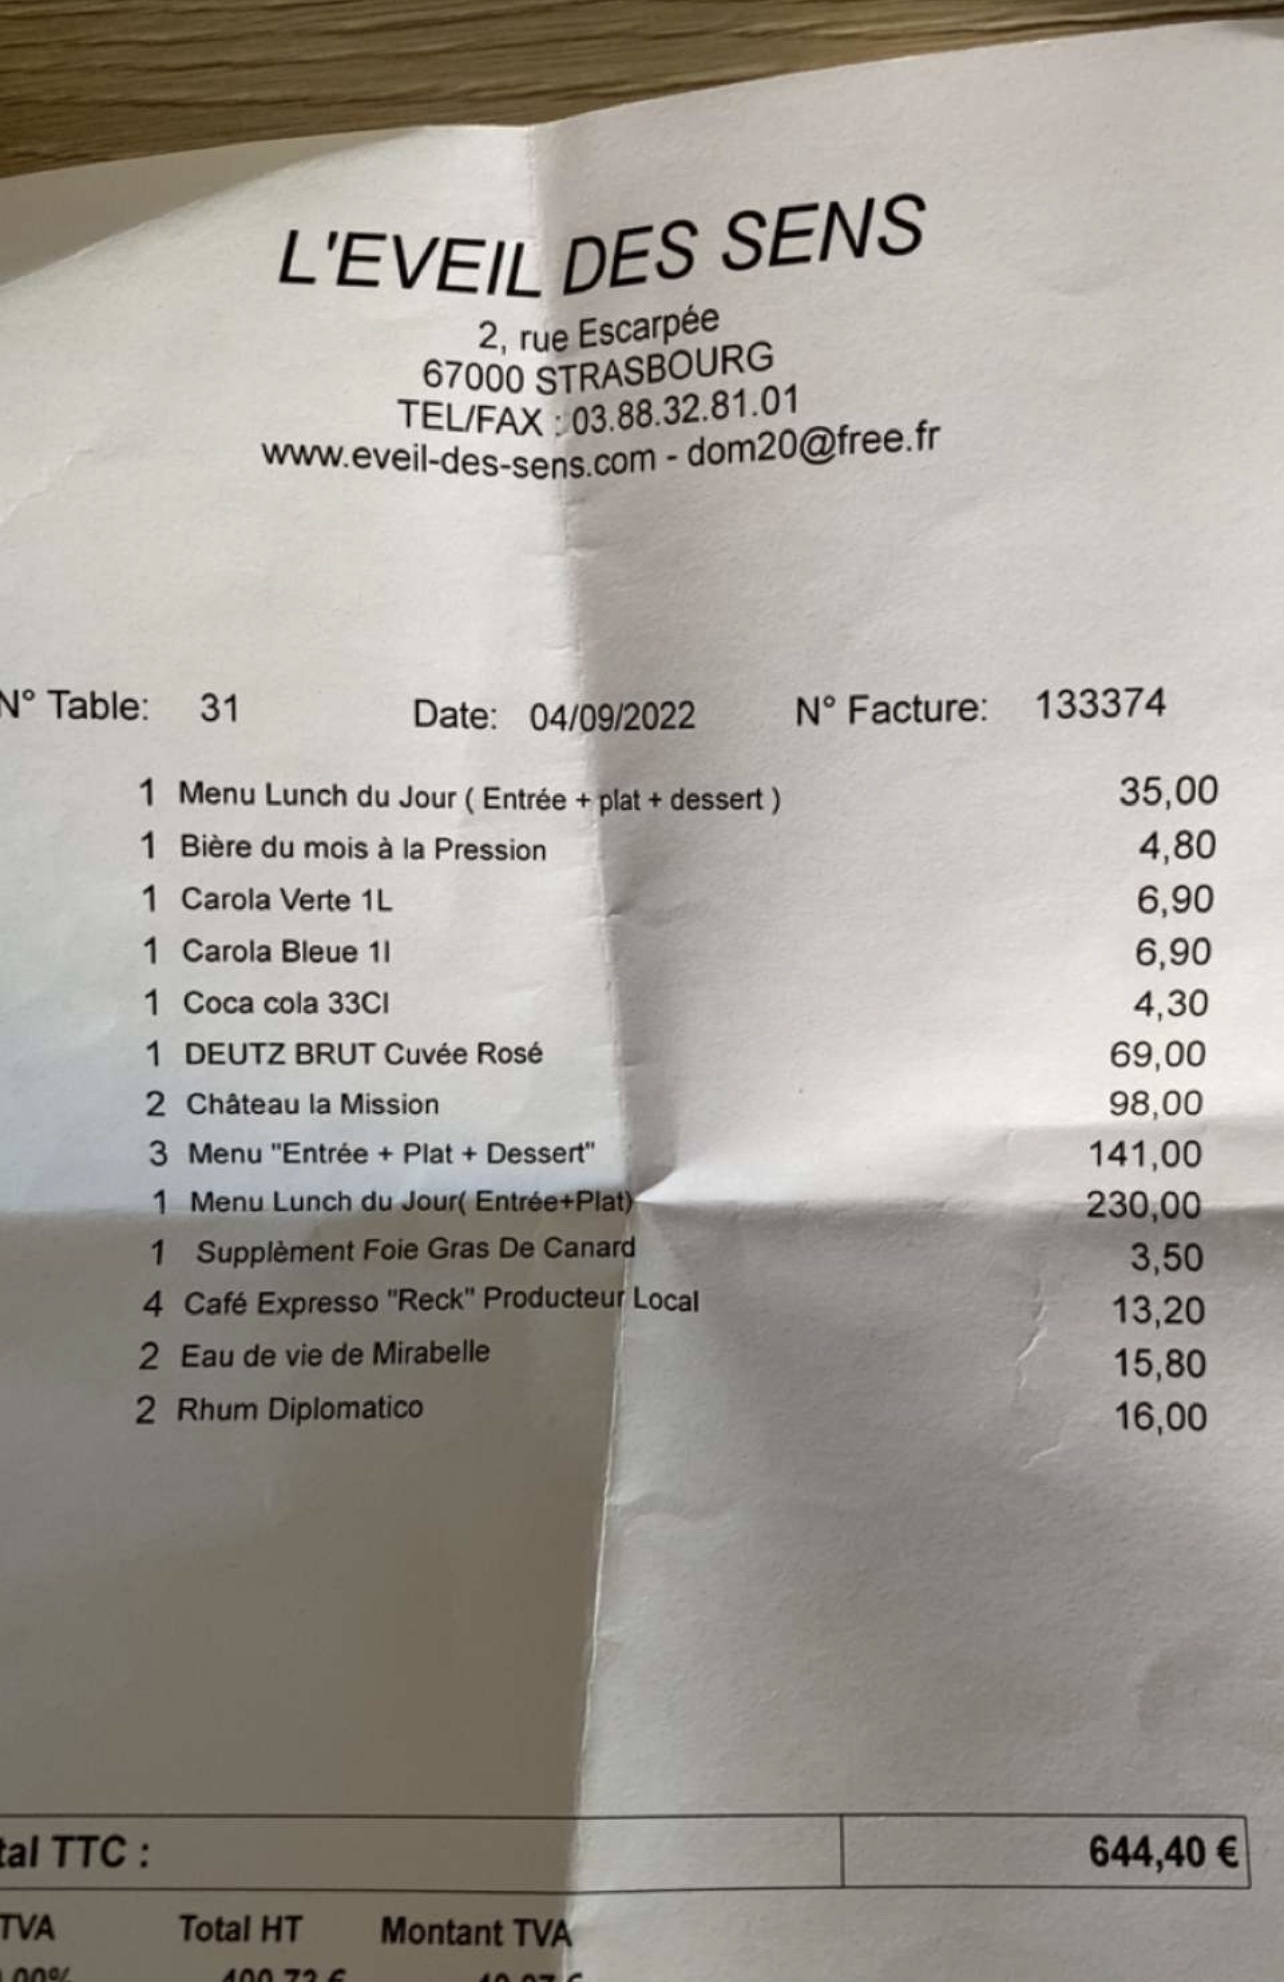 L'EVEIL DES SENS
2, rue Escarpée
67000 STRASBOURG
TEL/FAX : 03.88.32.81.01
www.eveil-des-sens.com - dom20@free.fr
N° Table: 31 Date: 04/09/2022 N° Facture: 133374
1 Menu Lunch du Jour ( Entrée + plat + dessert ) 35,00
1 Bière du mois à la Pression 4,80
1 Carola Verte 1L 6,90
1 Carola Bleue 1l 6,90
1 Coca cola 33Cl 4,30
1 DEUTZ BRUT Cuvée Rosé 69,00
2 Château la Mission 98,00
3 Menu "Entrée + Plat + Dessert" 141,00
1 Menu Lunch du Jour( Entrée+Plat) 230,00
1 Supplèment Foie Gras De Canard 3,50
4 Café Expresso "Reck" Producteur Local 13,20
2 Eau de vie de Mirabelle 15,80
2 Rhum Diplomatico 16,00
tal TTC : 644,40 €
TVA Total HT Montant TVA